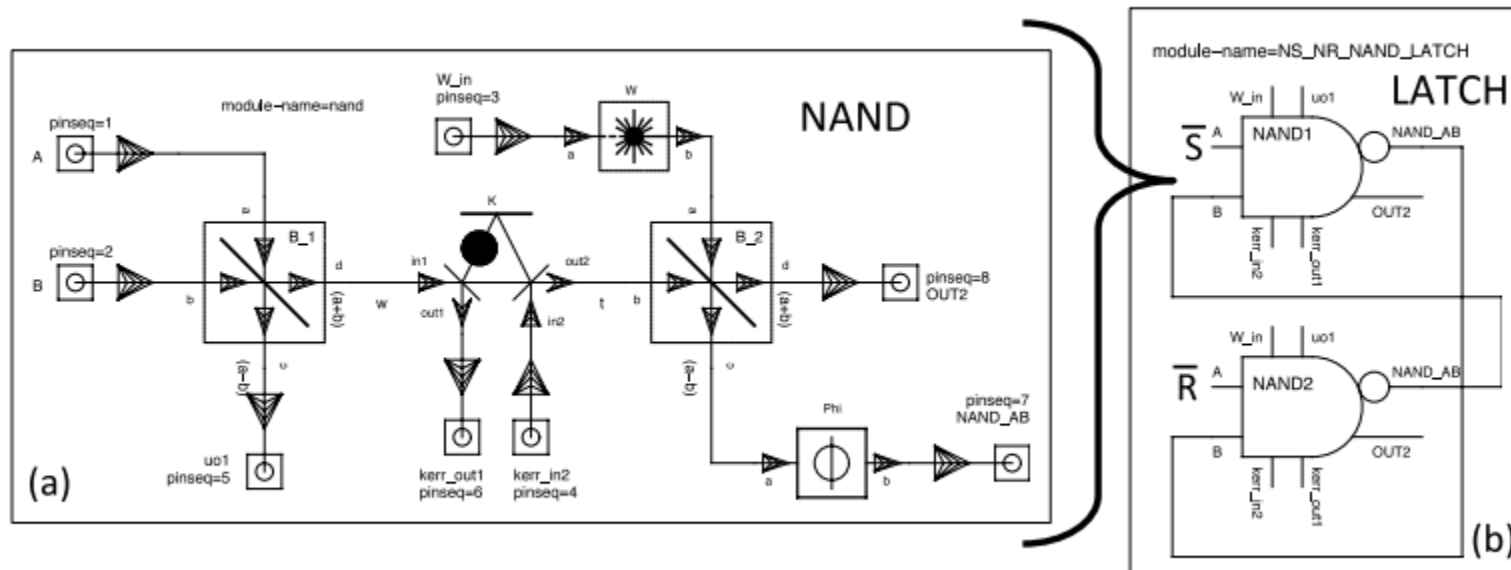 W_in
pinseq=3
W
NAND
module-name=nand
pinseq=1
A
a
b
K
a
a
B_1
B_2
pinseq=2
B
b
d
(a+b)
in1
w
out1
out2
in2
t
b
d
(a+b)
pinseq=8
OUT2
c
(a-b)
c
(a-b)
Phi
pinseq=7
NAND_AB
a
b
uo1
pinseq=5
kerr_out1
pinseq=6
kerr_in2
pinseq=4
(a)
module-name=NS_NR_NAND_LATCH
LATCH
W_in
uo1
S̅
A
NAND1
NAND_AB
B
OUT2
kerr_in2
kerr_out1
W_in
uo1
R̅
A
NAND2
NAND_AB
B
OUT2
kerr_in2
kerr_out1
(b)